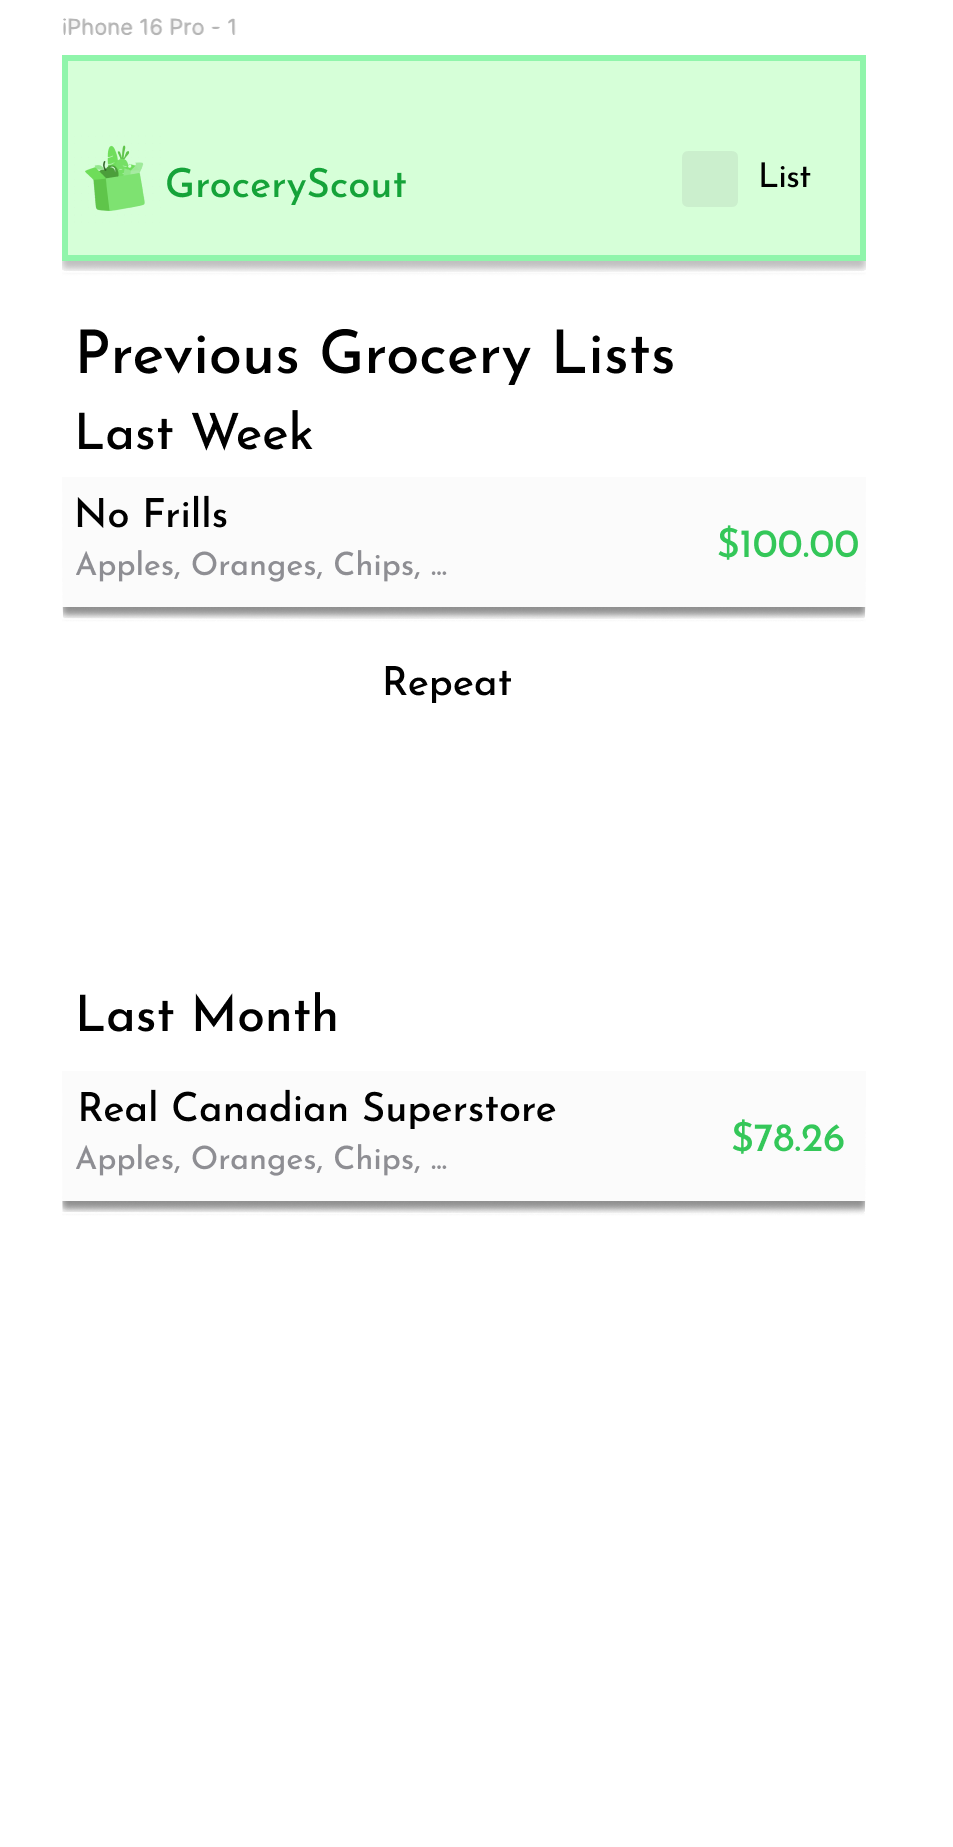 iPhone 16 Pro - 1
GroceryScout
List
Previous Grocery Lists
Last Week
No Frills
Apples, Oranges, Chips, ...
$100.00
Repeat
Last Month
Real Canadian Superstore
Apples, Oranges, Chips, ...
$78.26